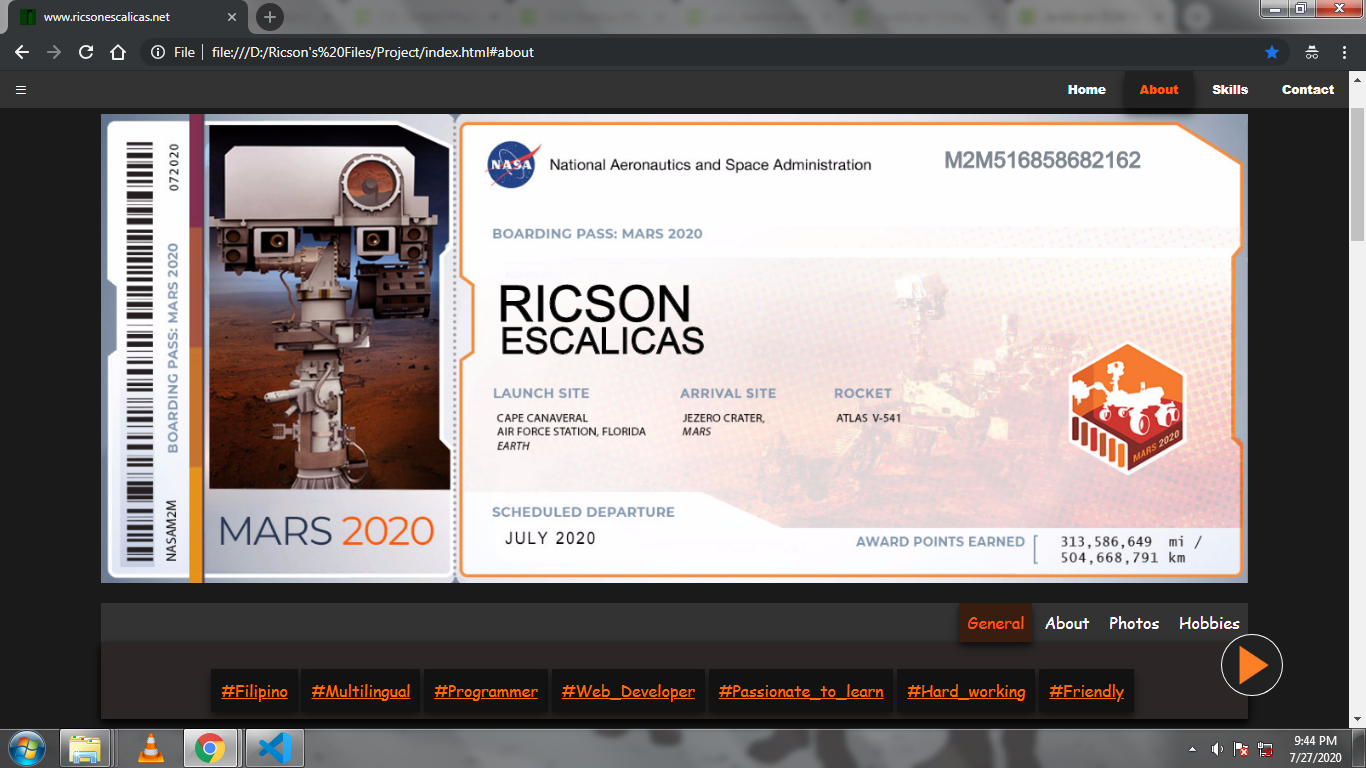 www.ricsonescalicas.net
File
file:///D:/Ricson's%20Files/Project/index.html#about
Home
About
Skills
Contact
072020
BOARDING PASS: MARS 2020
NASAM2M
MARS 2020
NASA
National Aeronautics and Space Administration
M2M516858682162
BOARDING PASS: MARS 2020
RICSON
ESCALICAS
LAUNCH SITE
CAPE CANAVERAL
AIR FORCE STATION, FLORIDA
EARTH
ARRIVAL SITE
JEZERO CRATER,
MARS
ROCKET
ATLAS V-541
MARS 2020
SCHEDULED DEPARTURE
JULY 2020
AWARD POINTS EARNED
313,586,649 mi /
504,668,791 km
General
About
Photos
Hobbies
#Filipino
#Multilingual
#Programmer
#Web_Developer
#Passionate_to_learn
#Hard_working
#Friendly
9:44 PM
7/27/2020